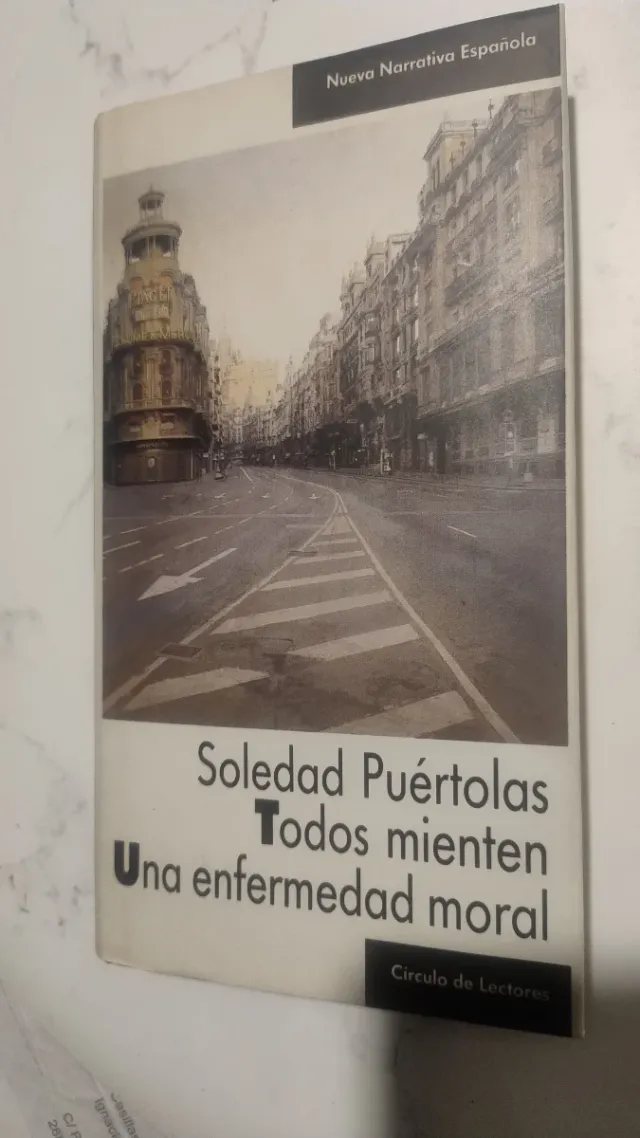 Nueva Narrativa Española
Soledad Puértolas
Todos mienten
Una enfermedad moral
Círculo de Lectores